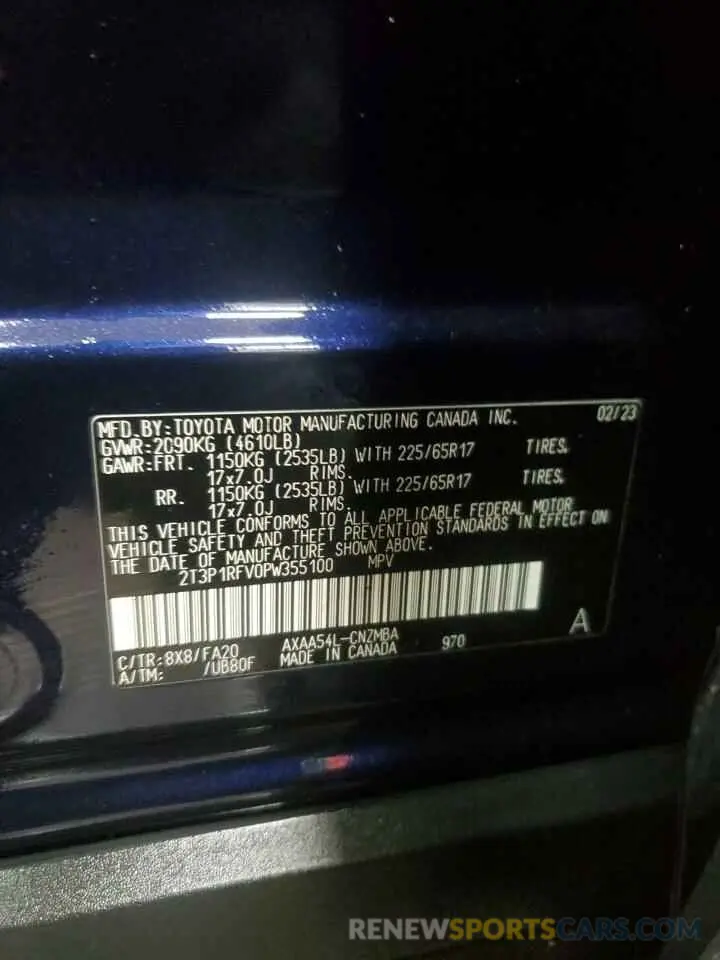 MFD. BY: TOYOTA MOTOR MANUFACTURING CANADA INC. 02/23
GVWR: 2090KG (4610LB)
GAWR: FRT. 1150KG (2535LB) WITH 225/65R17 TIRES.
17x7.0J RIMS.
RR. 1150KG (2535LB) WITH 225/65R17 TIRES.
17x7.0J RIMS.
THIS VEHICLE CONFORMS TO ALL APPLICABLE FEDERAL MOTOR
VEHICLE SAFETY AND THEFT PREVENTION STANDARDS IN EFFECT ON
THE DATE OF MANUFACTURE SHOWN ABOVE.
2T3P1RFV0PW355100 MPV
A
C/TR: 8X8/FA20 AXAA54L-CNZMBA 970
A/TM: /UB80F MADE IN CANADA
RENEWSPORTSCARS.COM